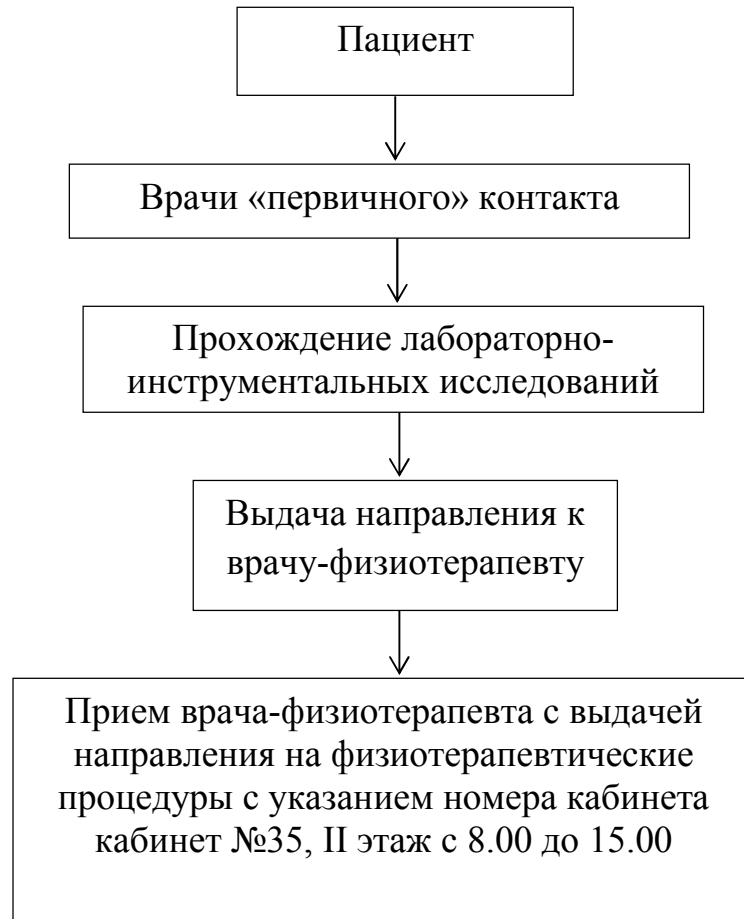 Пациент
Врачи «первичного» контакта
Прохождение лабораторно-
инструментальных исследований
Выдача направления к
врачу-физиотерапевту
Прием врача-физиотерапевта с выдачей
направления на физиотерапевтические
процедуры с указанием номера кабинета
кабинет №35, II этаж с 8.00 до 15.00